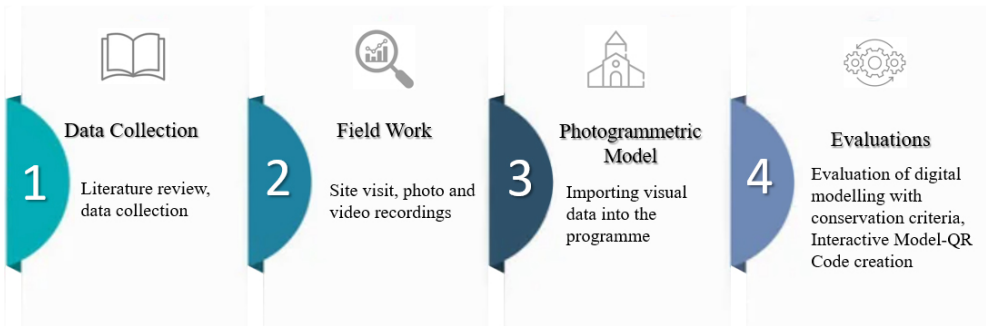 1
Data Collection
Literature review,
data collection
2
Field Work
Site visit, photo and
video recordings
3
Photogrammetric
Model
Importing visual
data into the
programme
4
Evaluations
Evaluation of digital
modelling with
conservation criteria,
Interactive Model-QR
Code creation